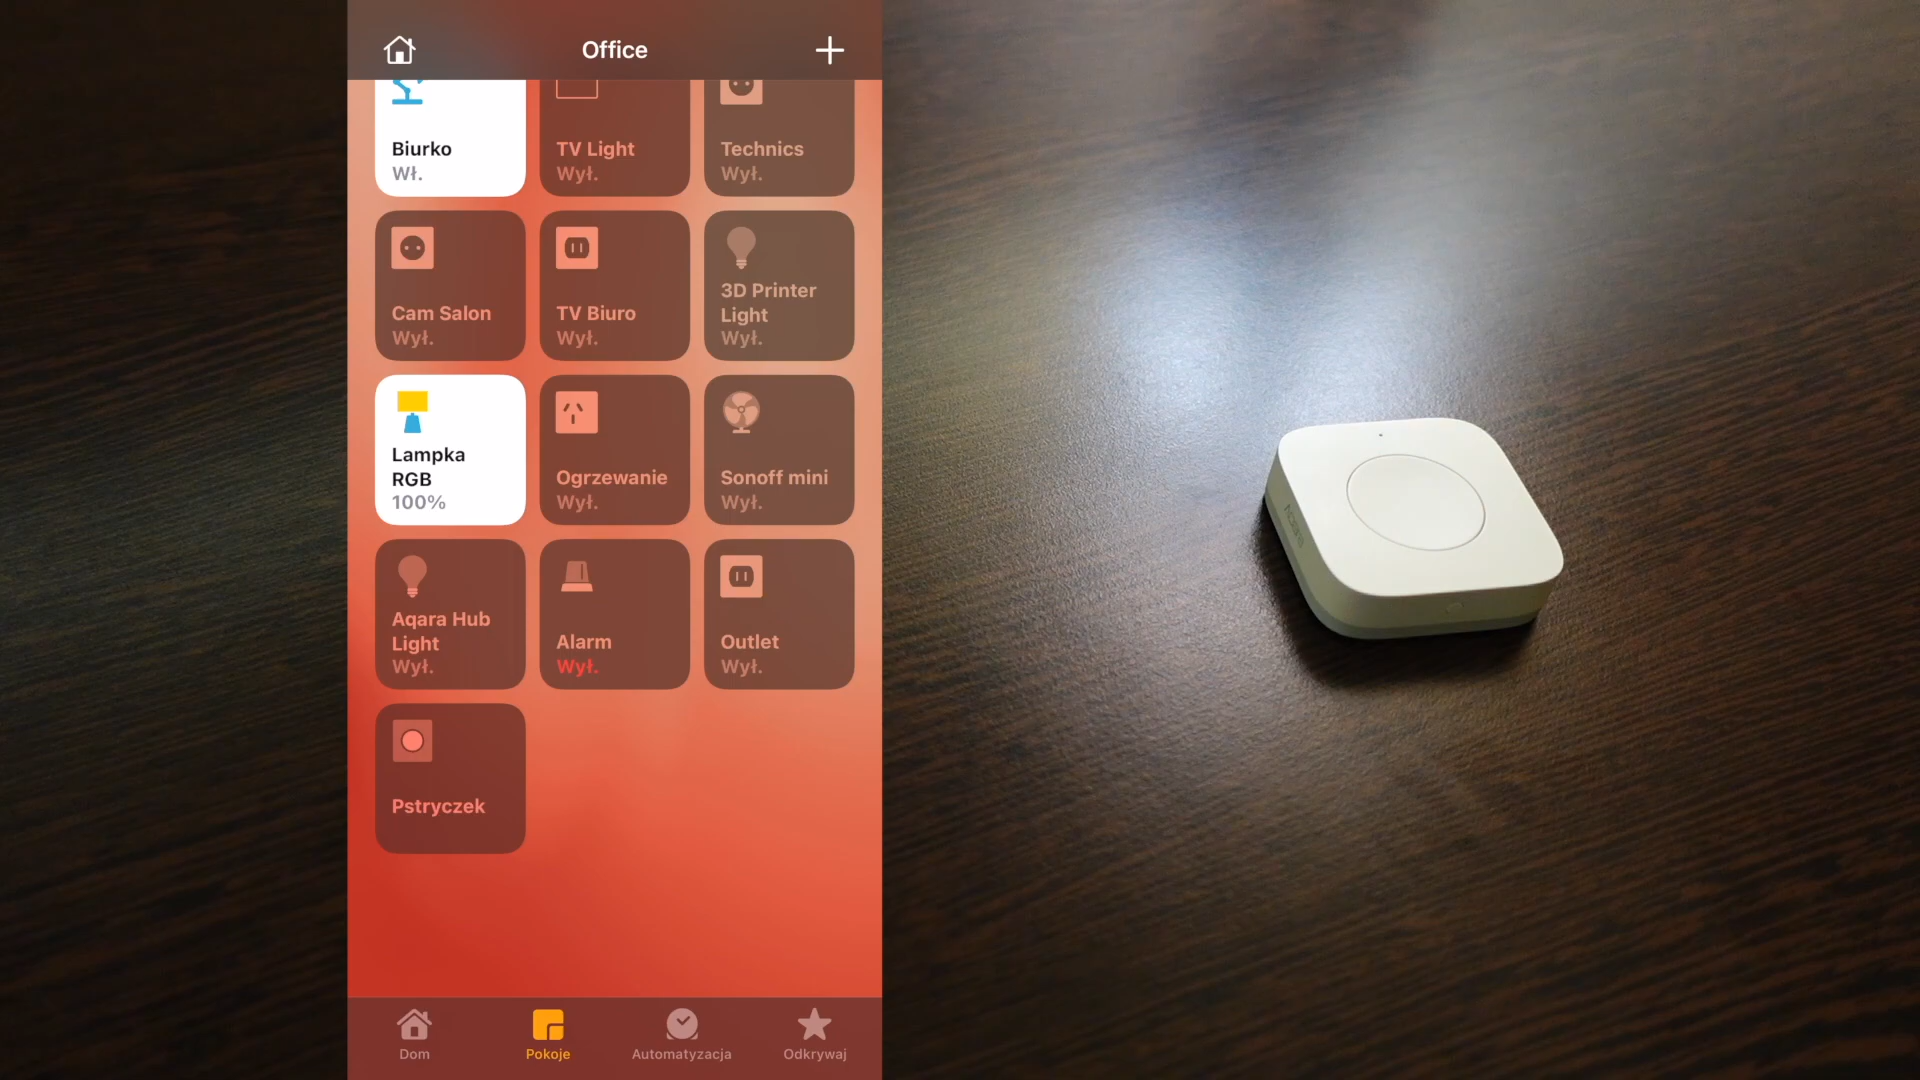 Office
Biurko
Wł.
TV Light
Wył.
Technics
Wył.
Cam Salon
Wył.
TV Biuro
Wył.
3D Printer
Light
Wył.
Lampka
RGB
100%
Ogrzewanie
Wył.
Sonoff mini
Wył.
Aqara Hub
Light
Wył.
Alarm
Wył.
Outlet
Wył.
Pstryczek
Dom
Pokoje
Automatyzacja
Odkrywaj
Aqara